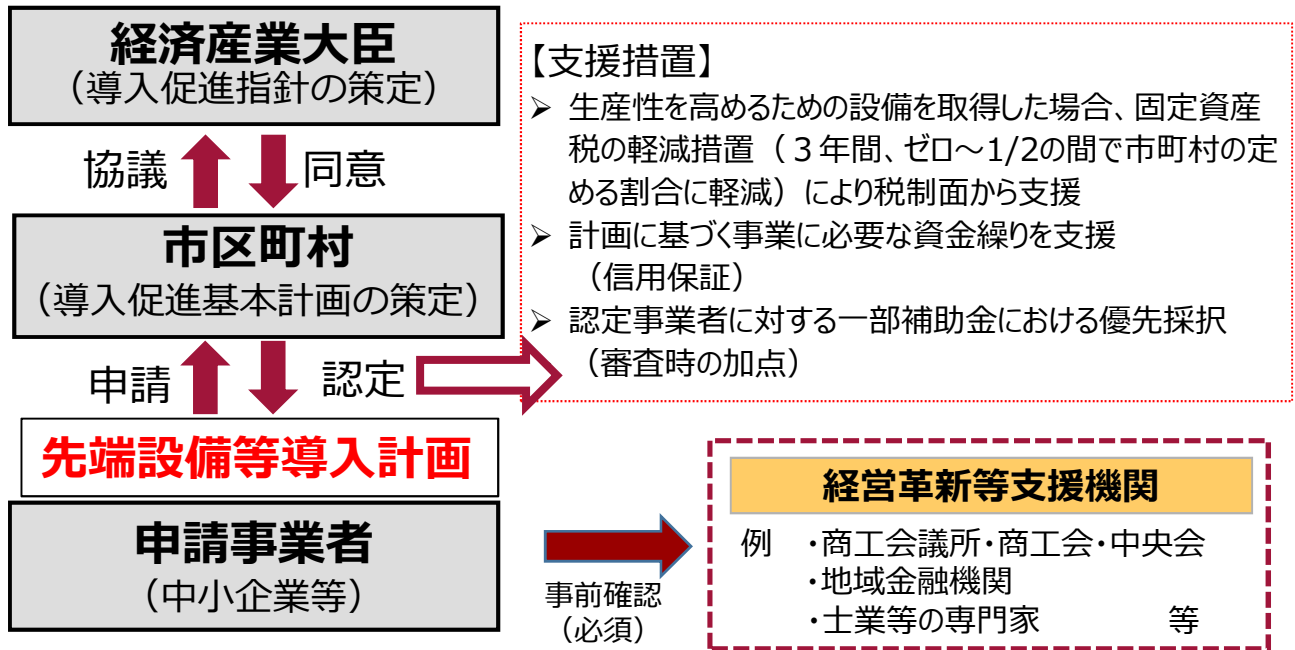 経済産業大臣
（導入促進指針の策定）
協議
同意
市区町村
（導入促進基本計画の策定）
申請
認定
先端設備等導入計画
申請事業者
（中小企業等）
【支援措置】
➢ 生産性を高めるための設備を取得した場合、固定資産
税の軽減措置（３年間、ゼロ～1/2の間で市町村の定
める割合に軽減）により税制面から支援
➢ 計画に基づく事業に必要な資金繰りを支援
（信用保証）
➢ 認定事業者に対する一部補助金における優先採択
（審査時の加点）
事前確認
（必須）
経営革新等支援機関
例 ・商工会議所・商工会・中央会
・地域金融機関
・士業等の専門家 等